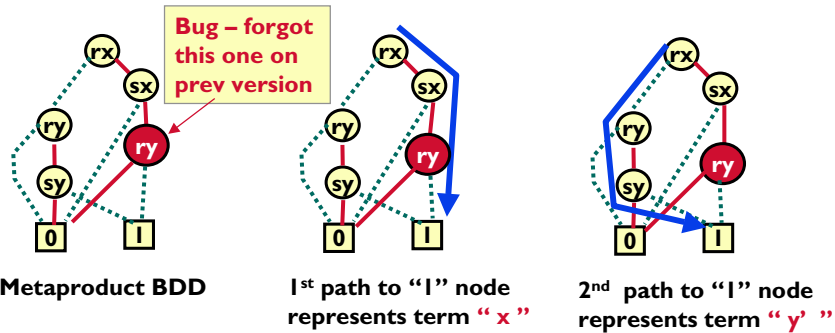 Bug – forgot
this one on
prev version
rx
sx
ry
ry
sy
0
1
Metaproduct BDD
rx
sx
ry
ry
sy
0
1
1st path to “1” node
represents term “ x ”
rx
sx
ry
ry
sy
0
1
2nd path to “1” node
represents term “ y’ ”